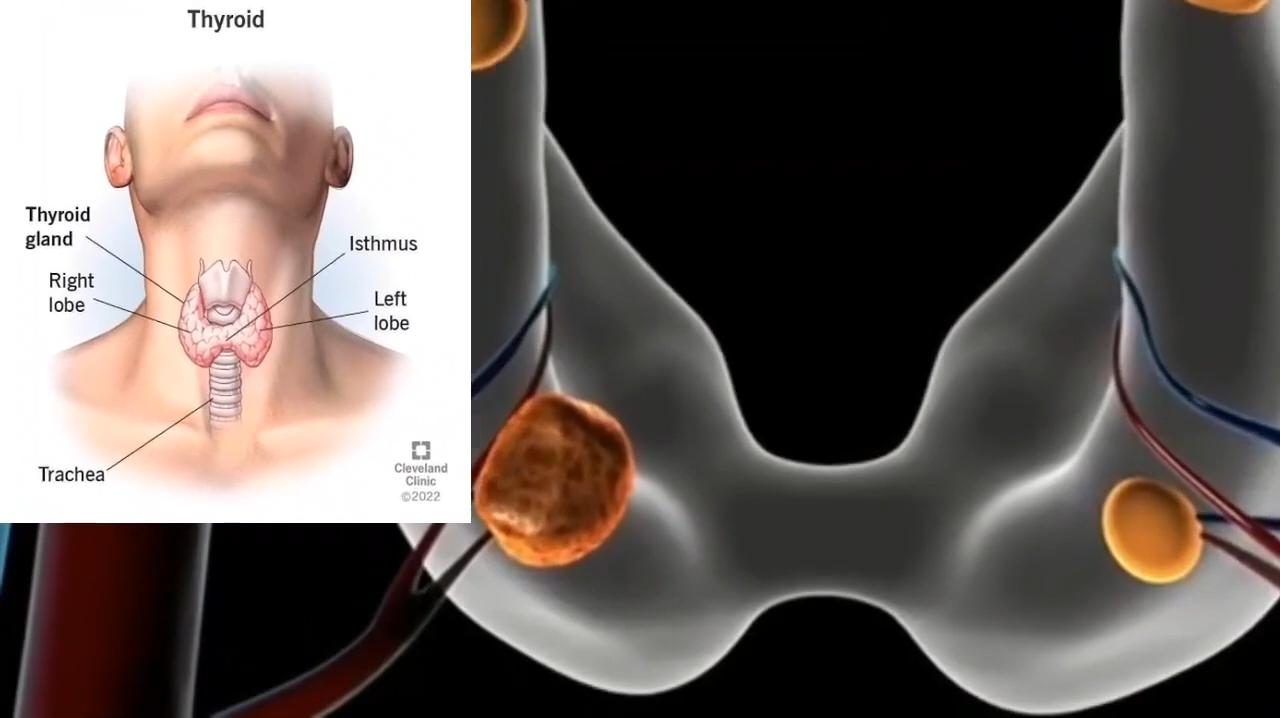 Thyroid
Thyroid
gland
Isthmus
Right
lobe
Left
lobe
Trachea
Cleveland
Clinic
©2022